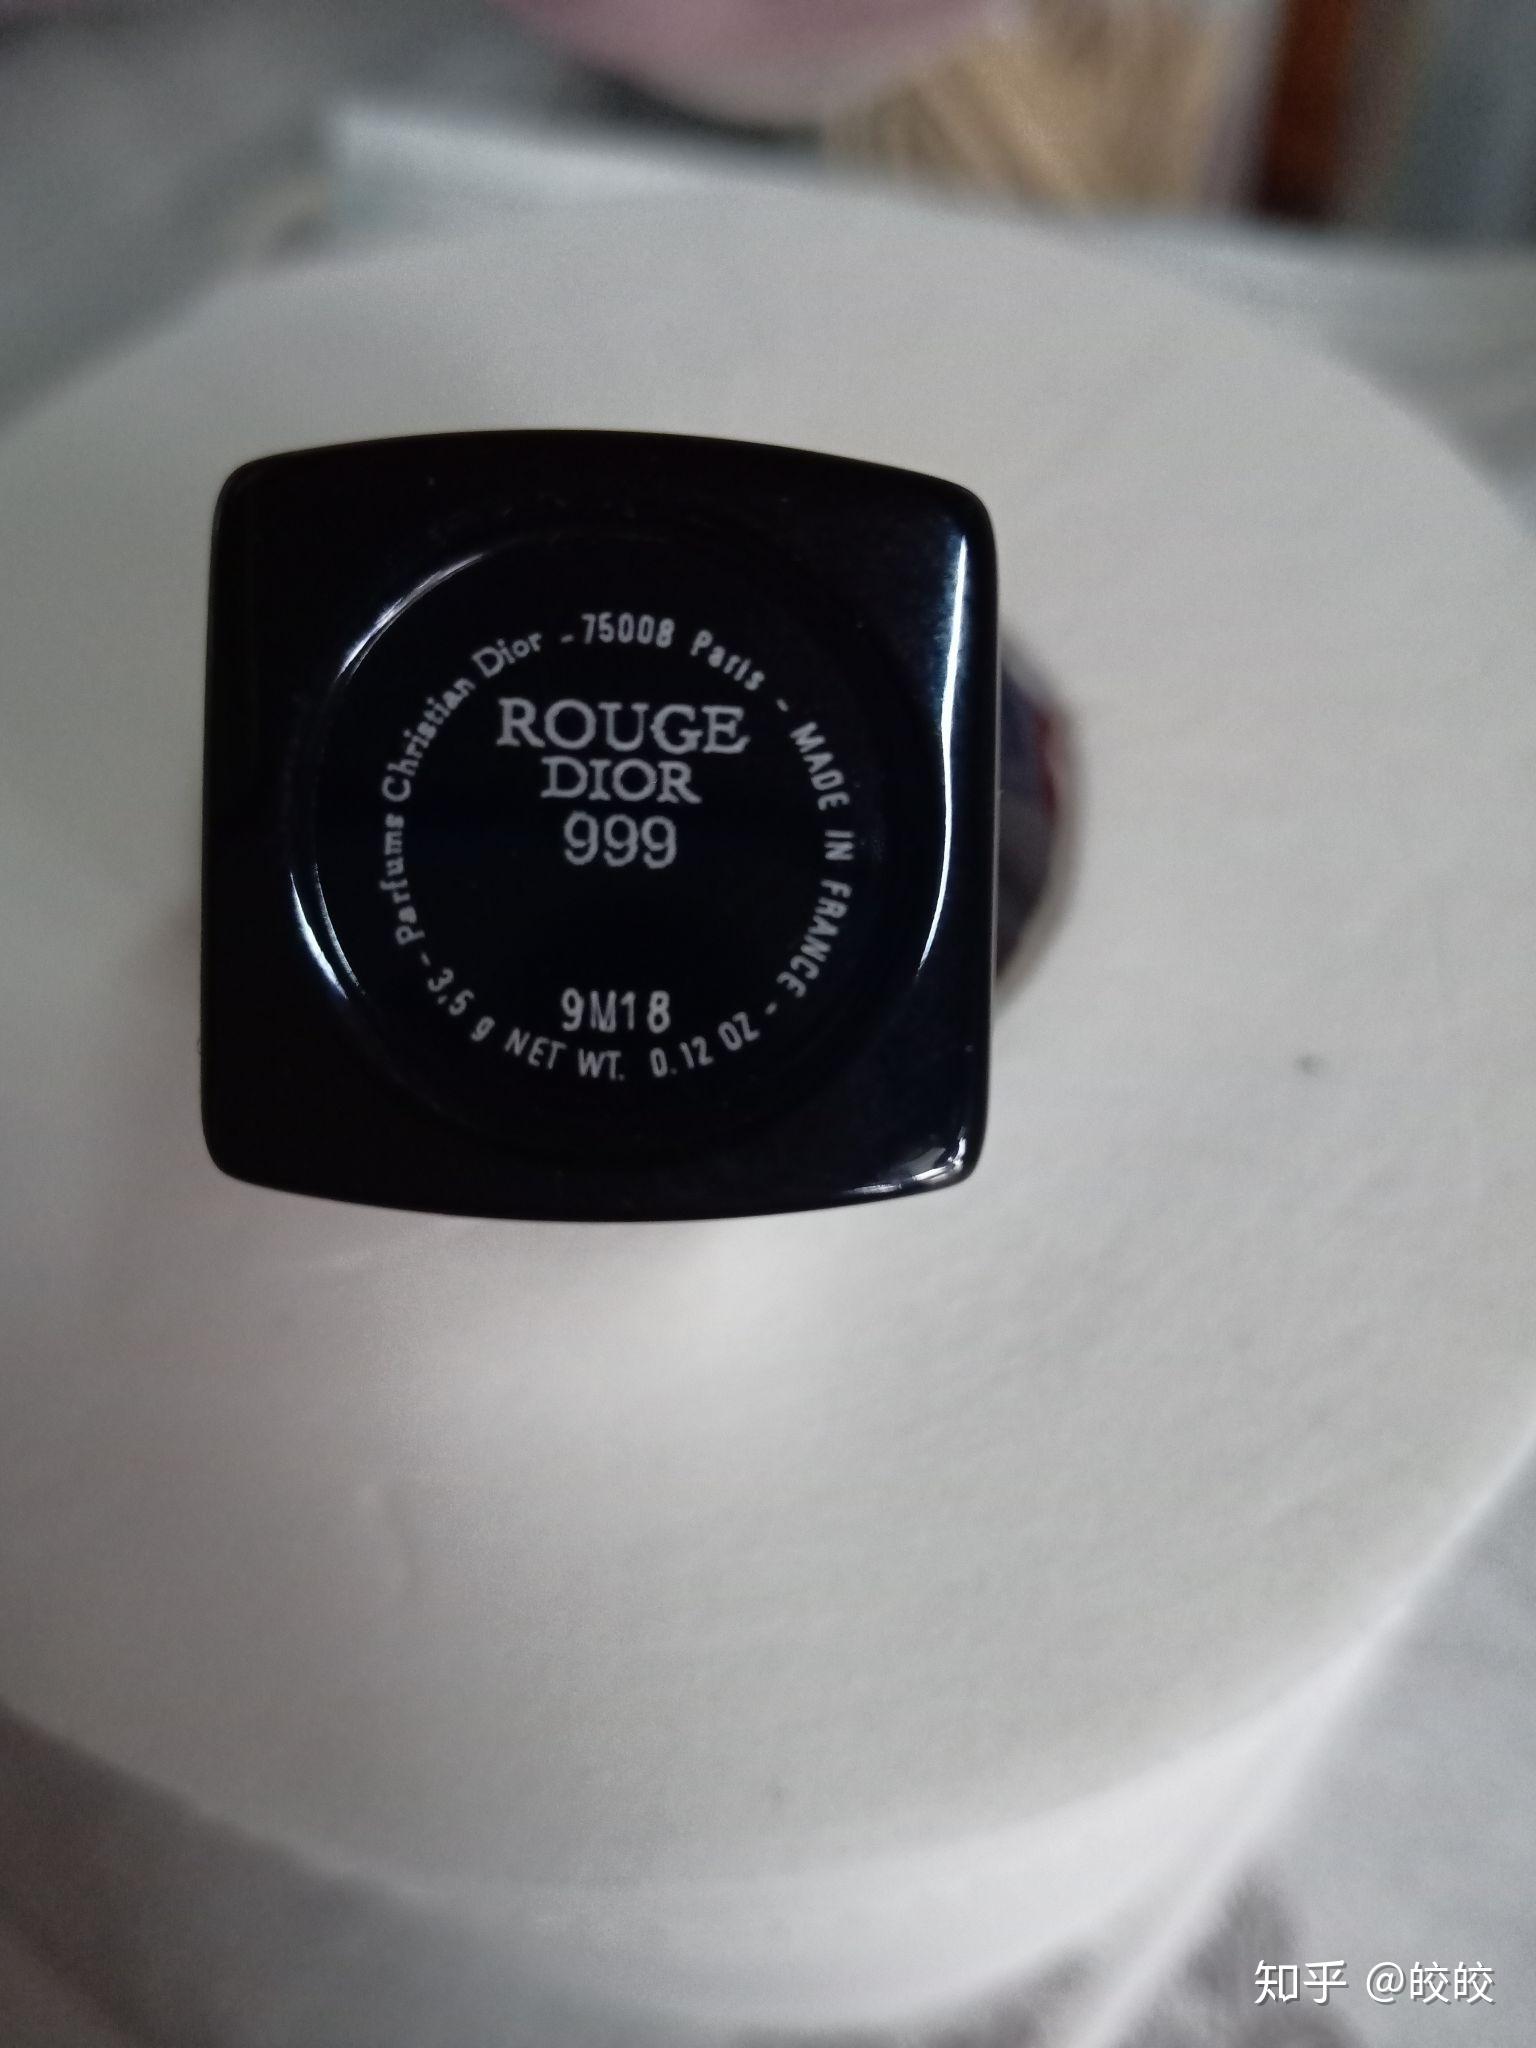 Parfums Christian Dior - 75008 Paris - MADE IN FRANCE - 3,5 g NET WT. 0.12 OZ -
ROUGE
DIOR
999
9M18
知乎 @皎皎